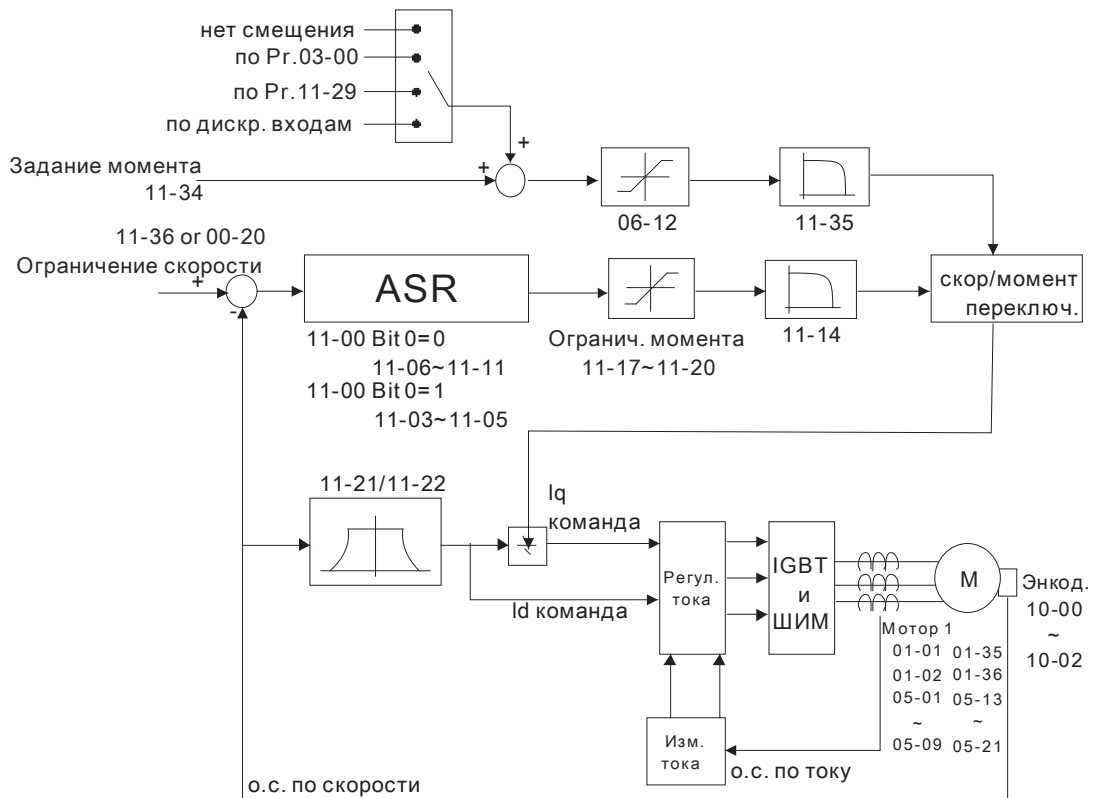 нет смещения
по Pr.03-00
по Pr.11-29
по дискр. входам
+
+
Задание момента
11-34
06-12
11-35
11-36 or 00-20
Ограничение скорости
+
-
ASR
скор/момент
переключ.
11-00 Bit 0=0
11-06~11-11
11-00 Bit 0=1
11-03~11-05
Огранич. момента
11-17~11-20
11-14
11-21/11-22
Iq
команда
Id команда
Регул.
тока
IGBT
и
ШИМ
M
Энкод.
10-00
~
10-02
Мотор 1
01-01 01-35
01-02 01-36
05-01 05-13
~ ~
05-09 05-21
Изм.
тока
о.с. по току
о.с. по скорости